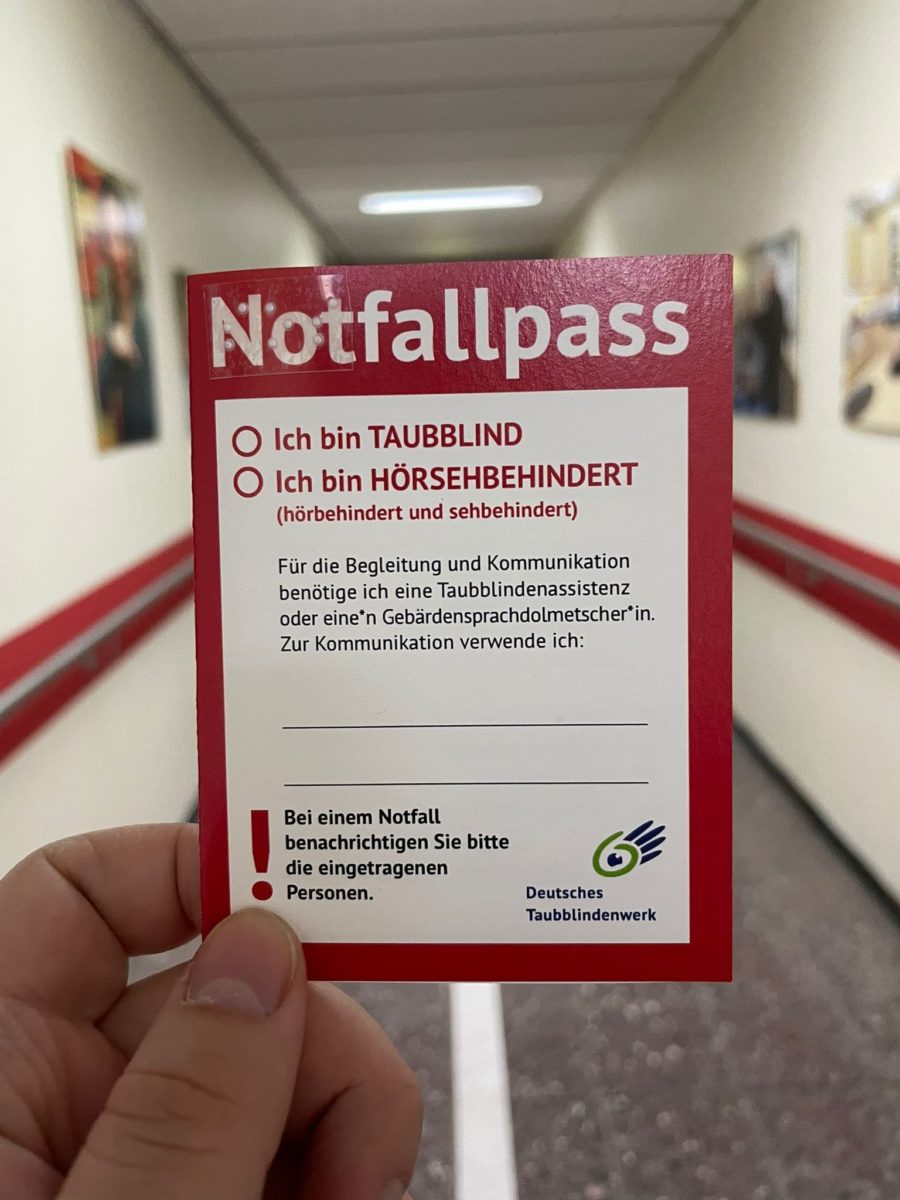 Notfallpass
Ich bin TAUBBLIND
Ich bin HÖRSEHBEHINDERT
(hörbehindert und sehbehindert)
Für die Begleitung und Kommunikation
benötige ich eine Taubblindenassistenz
oder eine*n Gebärdensprachdolmetscher*in.
Zur Kommunikation verwende ich:
Bei einem Notfall
benachrichtigen Sie bitte
die eingetragenen
Personen.
Deutsches
Taubblindenwerk